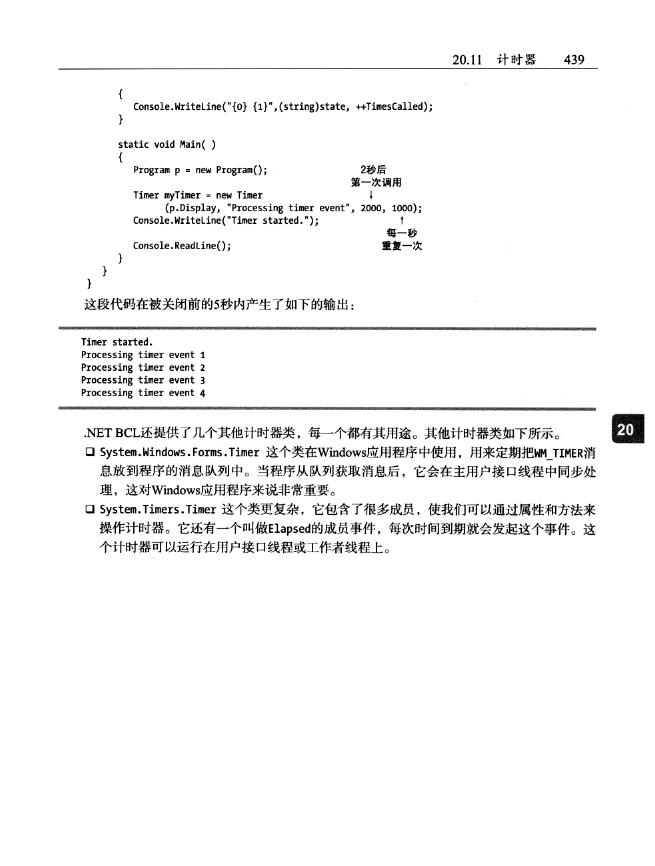 20.11 计时器 439
{
Console.WriteLine("{0} {1}",(string)state, ++TimesCalled);
}
static void Main( )
{
Program p = new Program();
2秒后
第一次调用
Timer myTimer = new Timer ↓
(p.Display, "Processing timer event", 2000, 1000);
Console.WriteLine("Timer started."); ↑
每一秒
Console.ReadLine(); 重复一次
}
}
}
这段代码在被关闭前的5秒内产生了如下的输出：
Timer started.
Processing timer event 1
Processing timer event 2
Processing timer event 3
Processing timer event 4
.NET BCL还提供了几个其他计时器类，每一个都有其用途。其他计时器类如下所示。
20
❑ System.Windows.Forms.Timer 这个类在Windows应用程序中使用，用来定期把WM_TIMER消
息放到程序的消息队列中。当程序从队列获取消息后，它会在主用户接口线程中同步处
理，这对Windows应用程序来说非常重要。
❑ System.Timers.Timer 这个类更复杂，它包含了很多成员，使我们可以通过属性和方法来
操作计时器。它还有一个叫做Elapsed的成员事件，每次时间到期就会发起这个事件。这
个计时器可以运行在用户接口线程或工作者线程上。